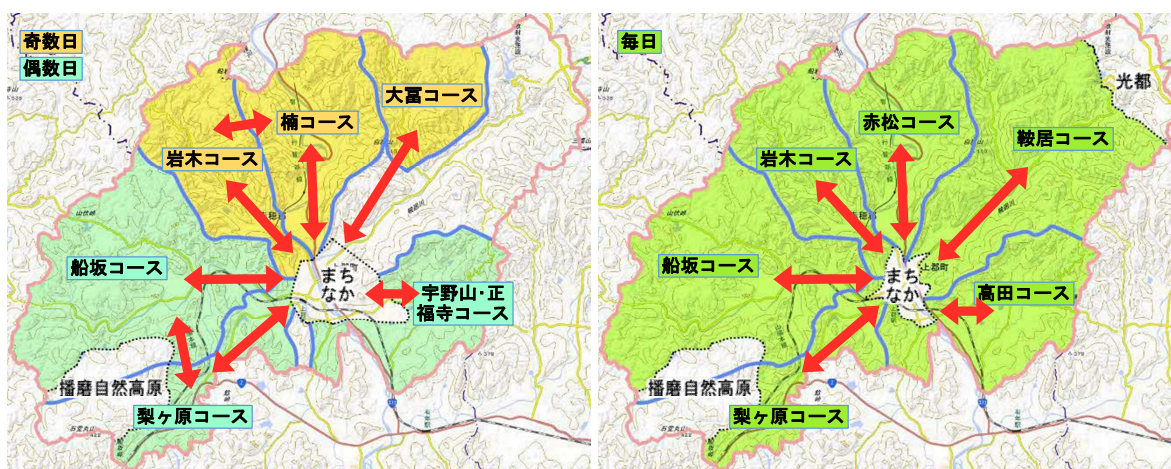 奇数日
偶数日
大冨コース
楠コース
岩木コース
船坂コース
まち
なか
宇野山・正
福寺コース
播磨自然高原
梨ヶ原コース
毎日
光都
赤松コース
鞍居コース
岩木コース
船坂コース
上郡町
まち
なか
高田コース
播磨自然高原
梨ヶ原コース